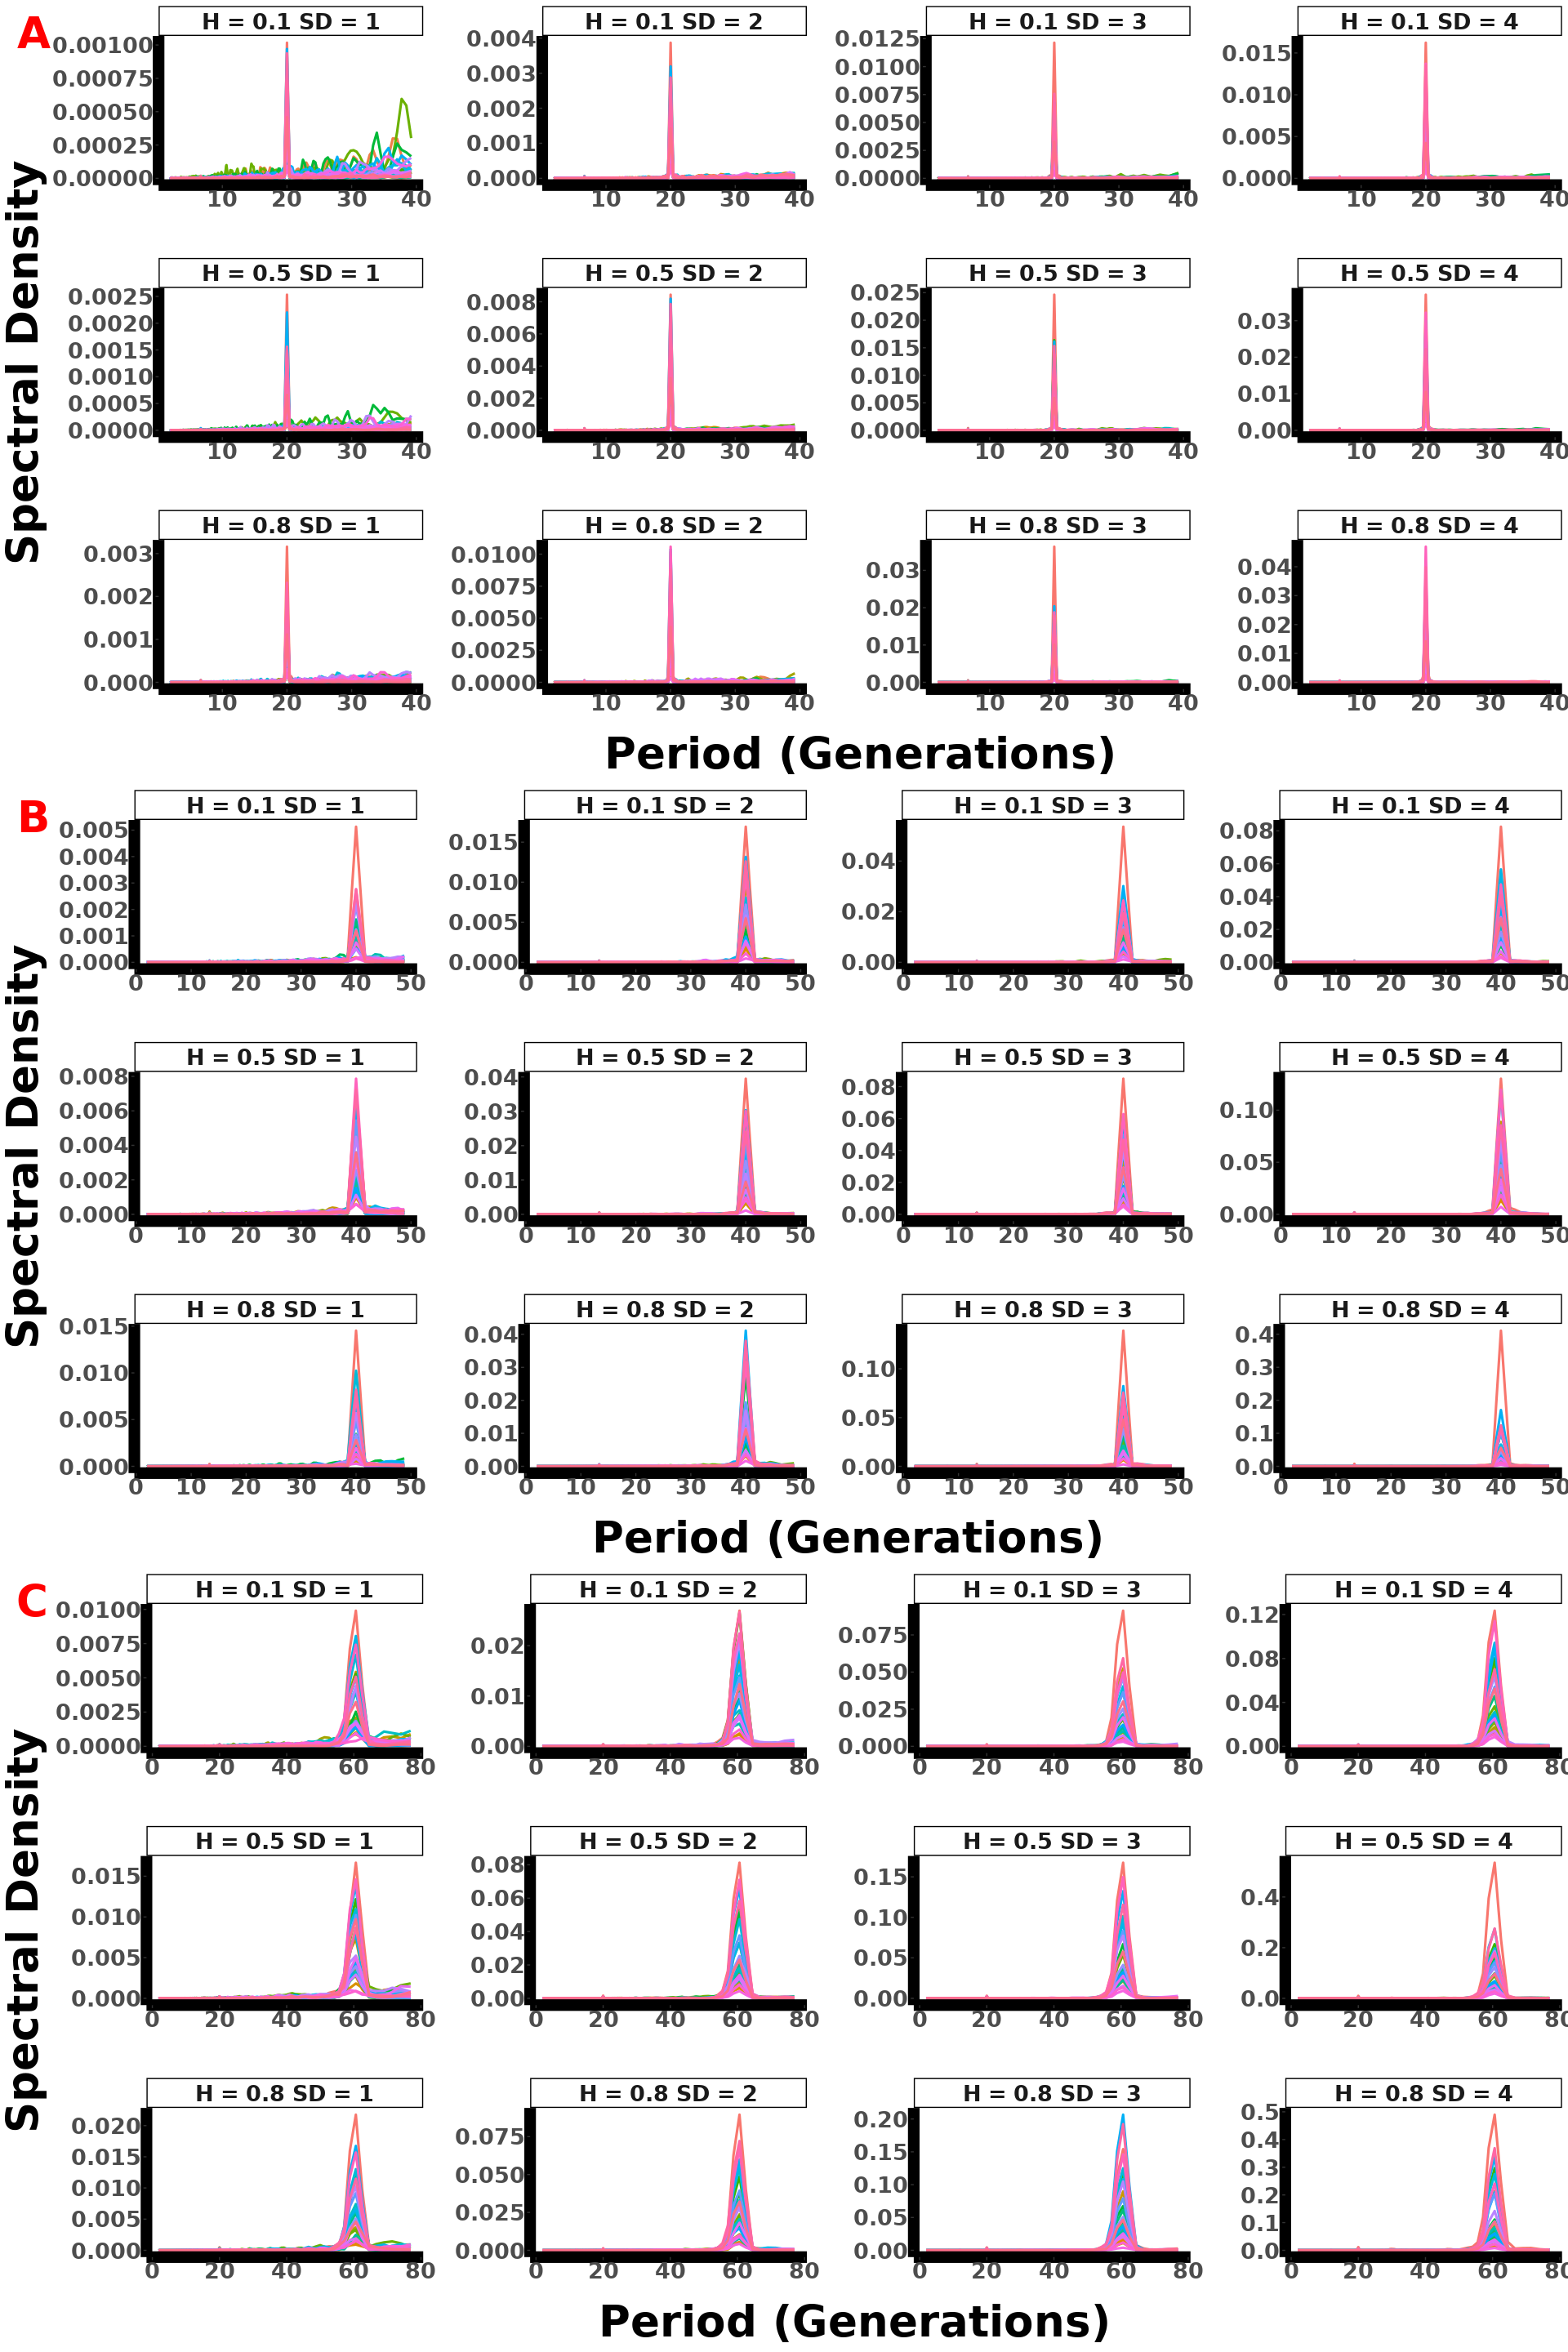 A
H = 0.1 SD = 1
H = 0.1 SD = 2
H = 0.1 SD = 3
H = 0.1 SD = 4
0.00100
0.00075
0.00050
0.00025
0.00000
0.004
0.003
0.002
0.001
0.000
0.0125
0.0100
0.0075
0.0050
0.0025
0.0000
0.015
0.010
0.005
0.000
10 20 30 40
10 20 30 40
10 20 30 40
10 20 30 40
H = 0.5 SD = 1
H = 0.5 SD = 2
H = 0.5 SD = 3
H = 0.5 SD = 4
0.0025
0.0020
0.0015
0.0010
0.0005
0.0000
0.008
0.006
0.004
0.002
0.000
0.025
0.020
0.015
0.010
0.005
0.000
0.03
0.02
0.01
0.00
10 20 30 40
10 20 30 40
10 20 30 40
10 20 30 40
H = 0.8 SD = 1
H = 0.8 SD = 2
H = 0.8 SD = 3
H = 0.8 SD = 4
0.003
0.002
0.001
0.000
0.0100
0.0075
0.0050
0.0025
0.0000
0.03
0.02
0.01
0.00
0.04
0.03
0.02
0.01
0.00
10 20 30 40
10 20 30 40
10 20 30 40
10 20 30 40
Spectral Density
Period (Generations)
B
H = 0.1 SD = 1
H = 0.1 SD = 2
H = 0.1 SD = 3
H = 0.1 SD = 4
0.005
0.004
0.003
0.002
0.001
0.000
0.015
0.010
0.005
0.000
0.04
0.02
0.00
0.08
0.06
0.04
0.02
0.00
0 10 20 30 40 50
0 10 20 30 40 50
0 10 20 30 40 50
0 10 20 30 40 50
H = 0.5 SD = 1
H = 0.5 SD = 2
H = 0.5 SD = 3
H = 0.5 SD = 4
0.008
0.006
0.004
0.002
0.000
0.04
0.03
0.02
0.01
0.00
0.08
0.06
0.04
0.02
0.00
0.10
0.05
0.00
0 10 20 30 40 50
0 10 20 30 40 50
0 10 20 30 40 50
0 10 20 30 40 50
H = 0.8 SD = 1
H = 0.8 SD = 2
H = 0.8 SD = 3
H = 0.8 SD = 4
0.015
0.010
0.005
0.000
0.04
0.03
0.02
0.01
0.00
0.10
0.05
0.00
0.4
0.3
0.2
0.1
0.0
0 10 20 30 40 50
0 10 20 30 40 50
0 10 20 30 40 50
0 10 20 30 40 50
Spectral Density
Period (Generations)
C
H = 0.1 SD = 1
H = 0.1 SD = 2
H = 0.1 SD = 3
H = 0.1 SD = 4
0.0100
0.0075
0.0050
0.0025
0.0000
0.02
0.01
0.00
0.075
0.050
0.025
0.000
0.12
0.08
0.04
0.00
0 20 40 60 80
0 20 40 60 80
0 20 40 60 80
0 20 40 60 80
H = 0.5 SD = 1
H = 0.5 SD = 2
H = 0.5 SD = 3
H = 0.5 SD = 4
0.015
0.010
0.005
0.000
0.08
0.06
0.04
0.02
0.00
0.15
0.10
0.05
0.00
0.4
0.2
0.0
0 20 40 60 80
0 20 40 60 80
0 20 40 60 80
0 20 40 60 80
H = 0.8 SD = 1
H = 0.8 SD = 2
H = 0.8 SD = 3
H = 0.8 SD = 4
0.020
0.015
0.010
0.005
0.000
0.075
0.050
0.025
0.000
0.20
0.15
0.10
0.05
0.00
0.5
0.4
0.3
0.2
0.1
0.0
0 20 40 60 80
0 20 40 60 80
0 20 40 60 80
0 20 40 60 80
Spectral Density
Period (Generations)